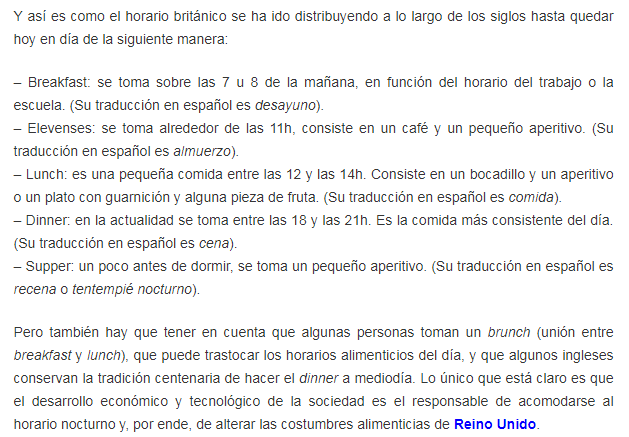 Y así es como el horario británico se ha ido distribuyendo a lo largo de los siglos hasta quedar
hoy en día de la siguiente manera:
– Breakfast: se toma sobre las 7 u 8 de la mañana, en función del horario del trabajo o la
escuela. (Su traducción en español es desayuno).
– Elevenses: se toma alrededor de las 11h, consiste en un café y un pequeño aperitivo. (Su
traducción en español es almuerzo).
– Lunch: es una pequeña comida entre las 12 y las 14h. Consiste en un bocadillo y un aperitivo
o un plato con guarnición y alguna pieza de fruta. (Su traducción en español es comida).
– Dinner: en la actualidad se toma entre las 18 y las 21h. Es la comida más consistente del día.
(Su traducción en español es cena).
– Supper: un poco antes de dormir, se toma un pequeño aperitivo. (Su traducción en español es
recena o tentempié nocturno).
Pero también hay que tener en cuenta que algunas personas toman un brunch (unión entre
breakfast y lunch), que puede trastocar los horarios alimenticios del día, y que algunos ingleses
conservan la tradición centenaria de hacer el dinner a mediodía. Lo único que está claro es que
el desarrollo económico y tecnológico de la sociedad es el responsable de acomodarse al
horario nocturno y, por ende, de alterar las costumbres alimenticias de Reino Unido.